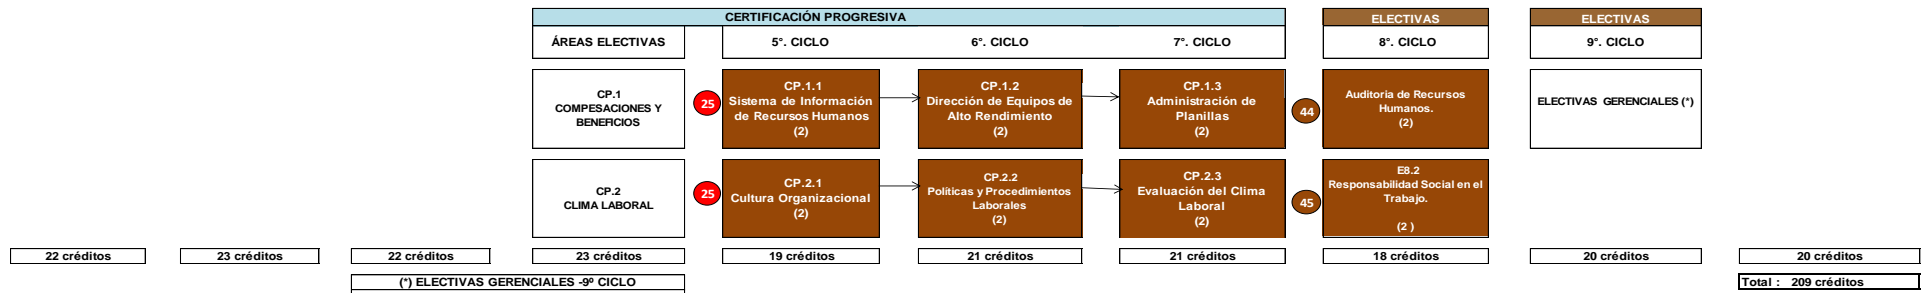 CERTIFICACIÓN PROGRESIVA
ELECTIVAS
ELECTIVAS
ÁREAS ELECTIVAS
5°. CICLO
6°. CICLO
7°. CICLO
8°. CICLO
9°. CICLO
CP.1
COMPESACIONES Y
BENEFICIOS
25
CP.1.1
Sistema de Información
de Recursos Humanos
(2)
CP.1.2
Dirección de Equipos de
Alto Rendimiento
(2)
CP.1.3
Administración de
Planillas
(2)
44
Auditoria de Recursos
Humanos.
(2)
ELECTIVAS GERENCIALES (*)
CP.2
CLIMA LABORAL
25
CP.2.1
Cultura Organizacional
(2)
CP.2.2
Políticas y Procedimientos
Laborales
(2)
CP.2.3
Evaluación del Clima
Laboral
(2)
45
E8.2
Responsabilidad Social en el
Trabajo.
(2 )
22 créditos
23 créditos
22 créditos
23 créditos
19 créditos
21 créditos
21 créditos
18 créditos
20 créditos
20 créditos
(*) ELECTIVAS GERENCIALES -9º CICLO
Total : 209 créditos